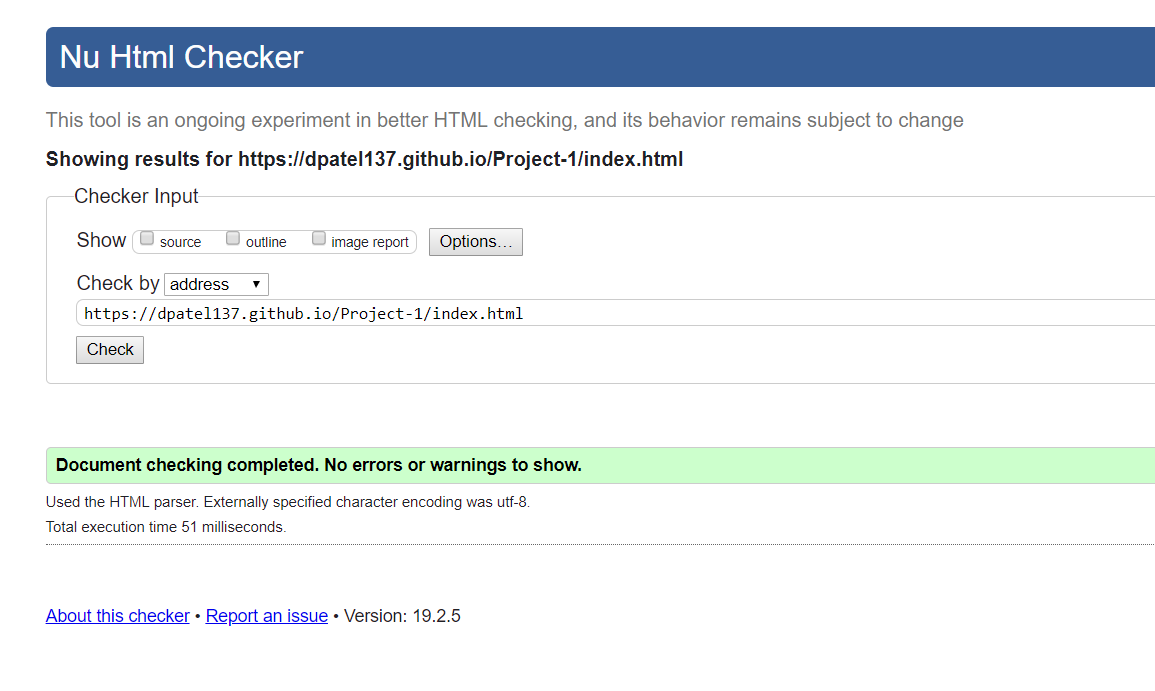 Nu Html Checker
This tool is an ongoing experiment in better HTML checking, and its behavior remains subject to change
Showing results for https://dpatel137.github.io/Project-1/index.html
Checker Input
Show source outline image report Options...
Check by address
https://dpatel137.github.io/Project-1/index.html
Check
Document checking completed. No errors or warnings to show.
Used the HTML parser. Externally specified character encoding was utf-8.
Total execution time 51 milliseconds.
About this checker • Report an issue • Version: 19.2.5